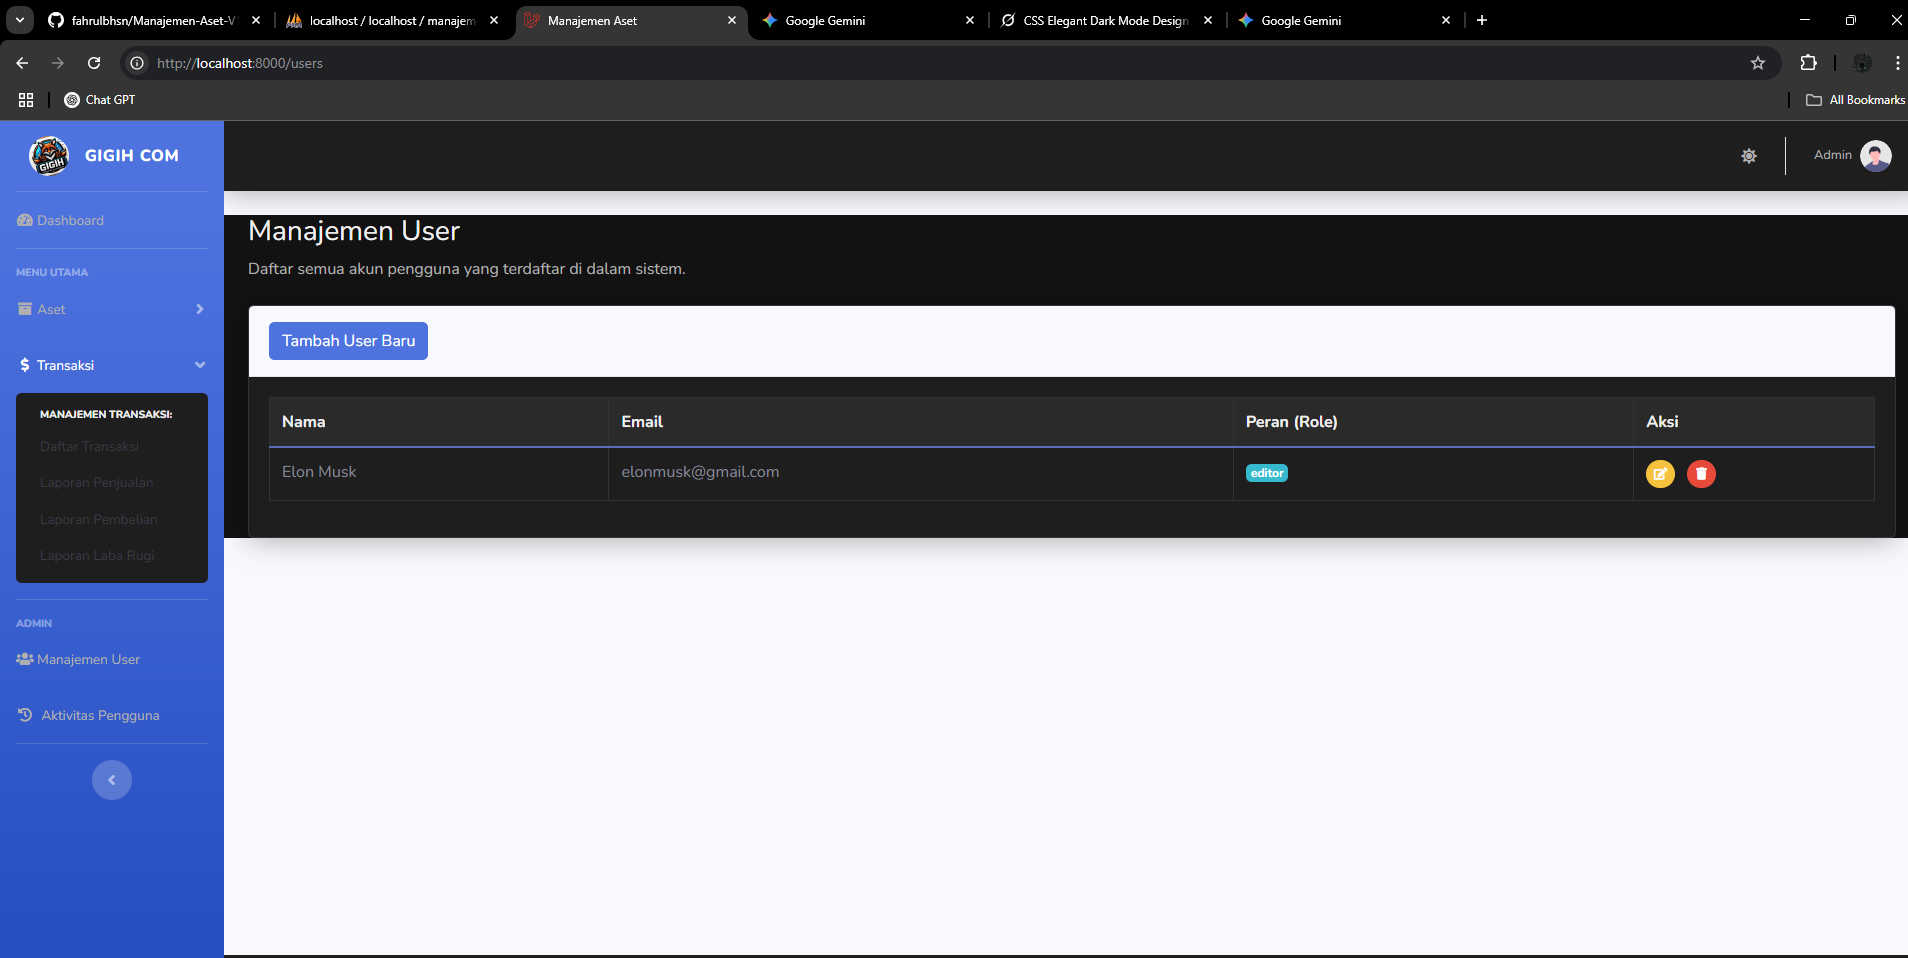 fahrulbhsn/Manajemen-Aset-V1
localhost / localhost / manajem
Manajemen Aset
Google Gemini
CSS Elegant Dark Mode Design
Google Gemini
http://localhost:8000/users
Chat GPT
All Bookmarks
GIGIH
GIGIH COM
Admin
Dashboard
MENU UTAMA
Aset
Transaksi
MANAJEMEN TRANSAKSI:
Daftar Transaksi
Laporan Penjualan
Laporan Pembelian
Laporan Laba Rugi
ADMIN
Manajemen User
Aktivitas Pengguna
Manajemen User
Daftar semua akun pengguna yang terdaftar di dalam sistem.
Tambah User Baru
Nama Email Peran (Role) Aksi
Elon Musk elonmusk@gmail.com editor